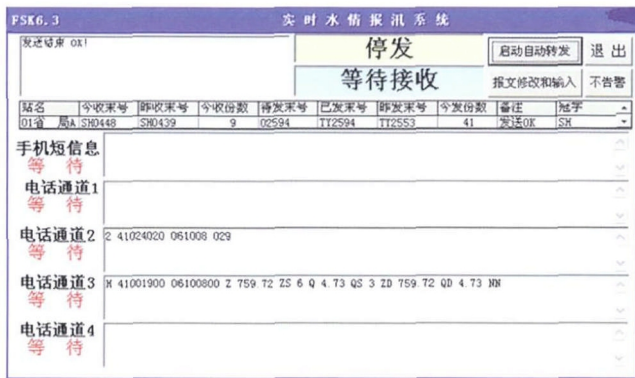 FSK6.3 实时水情报汛系统
发送结束 OK!
停发
启动自动转发 退出
等待接收
报文修改和输入 不告警
站名 今收末号 昨收末号 今收份数 待发末号 已发末号 昨发末号 今发份数 备注 冠字
01省 局A SH0448 SH0439 9 02594 TT2594 TT2553 41 发送OK SH
手机短信息
等待
电话通道1
等待
电话通道2 2 41024020 061008 029
等待
电话通道3 H 41001900 06100800 Z 759.72 ZS 6 Q 4.73 QS 3 ZD 759.72 QD 4.73 NN
等待
电话通道4
等待